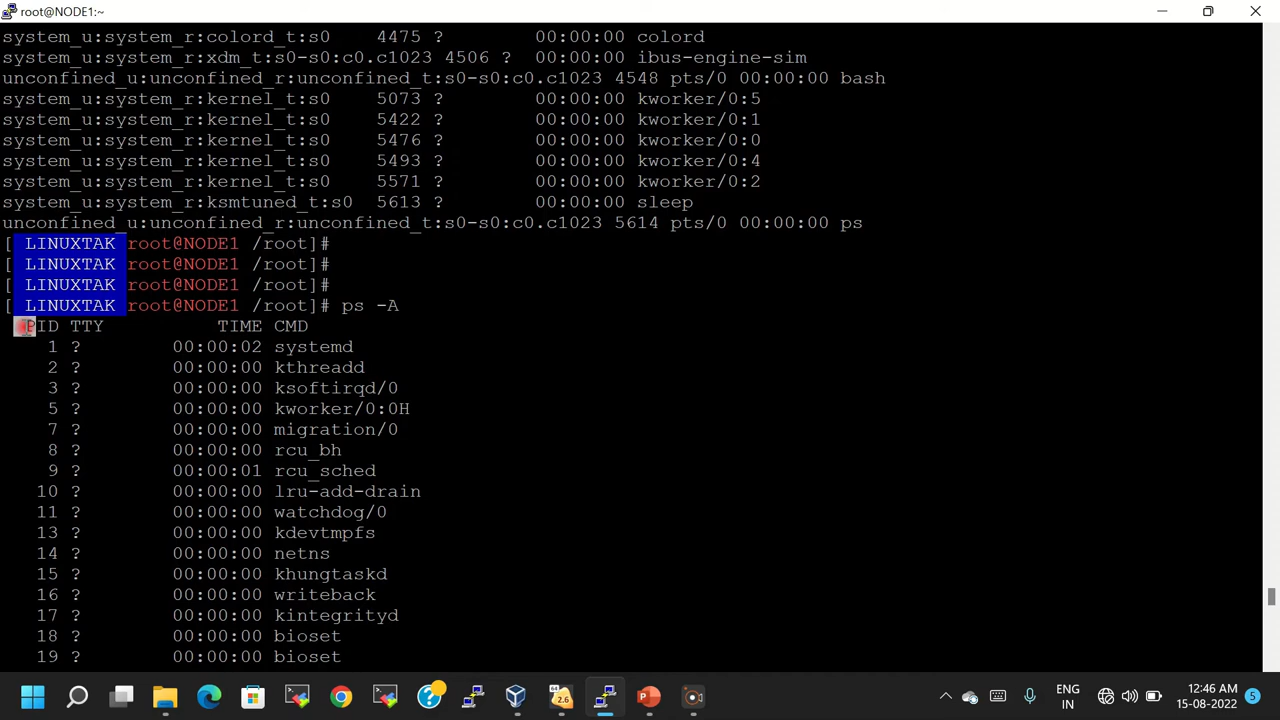 root@NODE1:~
system_u:system_r:colord_t:s0 4475 ? 00:00:00 colord
system_u:system_r:xdm_t:s0-s0:c0.c1023 4506 ? 00:00:00 ibus-engine-sim
unconfined_u:unconfined_r:unconfined_t:s0-s0:c0.c1023 4548 pts/0 00:00:00 bash
system_u:system_r:kernel_t:s0 5073 ? 00:00:00 kworker/0:5
system_u:system_r:kernel_t:s0 5422 ? 00:00:00 kworker/0:1
system_u:system_r:kernel_t:s0 5476 ? 00:00:00 kworker/0:0
system_u:system_r:kernel_t:s0 5493 ? 00:00:00 kworker/0:4
system_u:system_r:kernel_t:s0 5571 ? 00:00:00 kworker/0:2
system_u:system_r:ksmtuned_t:s0 5613 ? 00:00:00 sleep
unconfined_u:unconfined_r:unconfined_t:s0-s0:c0.c1023 5614 pts/0 00:00:00 ps
[ LINUXTAK root@NODE1 /root]#
[ LINUXTAK root@NODE1 /root]#
[ LINUXTAK root@NODE1 /root]#
[ LINUXTAK root@NODE1 /root]# ps -A
PID TTY TIME CMD
1 ? 00:00:02 systemd
2 ? 00:00:00 kthreadd
3 ? 00:00:00 ksoftirqd/0
5 ? 00:00:00 kworker/0:0H
7 ? 00:00:00 migration/0
8 ? 00:00:00 rcu_bh
9 ? 00:00:01 rcu_sched
10 ? 00:00:00 lru-add-drain
11 ? 00:00:00 watchdog/0
13 ? 00:00:00 kdevtmpfs
14 ? 00:00:00 netns
15 ? 00:00:00 khungtaskd
16 ? 00:00:00 writeback
17 ? 00:00:00 kintegrityd
18 ? 00:00:00 bioset
19 ? 00:00:00 bioset
64
2.6
ENG
IN
12:46 AM
15-08-2022
5